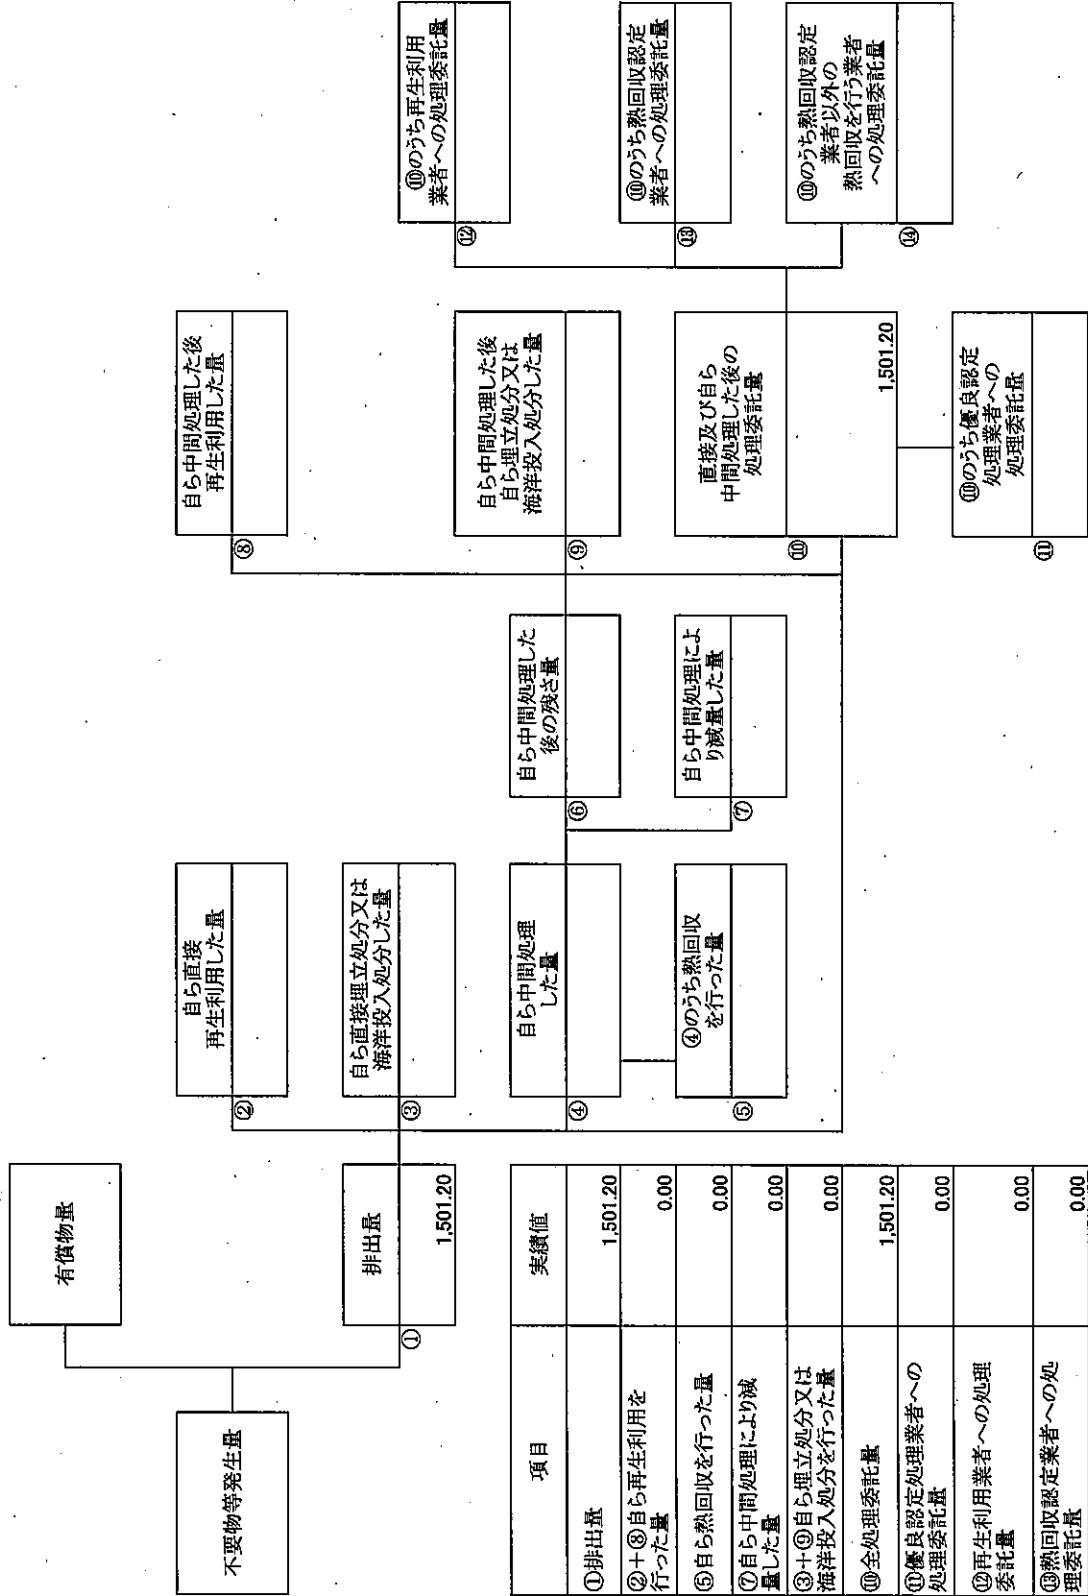 有償物量
不要物等発生量
排出量
①
1,501.20
自ら直接
再生利用した量
②
自ら直接埋立処分又は
海洋投入処分した量
③
自ら中間処理
した量
④
④のうち熱回収
を行った量
⑤
自ら中間処理した
後の残さ量
⑥
自ら中間処理によ
り減量した量
⑦
自ら中間処理した後
再生利用した量
⑧
自ら中間処理した後
自ら埋立処分又は
海洋投入処分した量
⑨
直接及び自ら
中間処理した後の
処理委託量
⑩
1,501.20
⑩のうち優良認定
処理業者への
処理委託量
⑪
⑩のうち再生利用
業者への処理委託量
⑫
⑩のうち熱回収認定
業者への処理委託量
⑬
⑩のうち熱回収認定
業者以外の
熱回収を行う業者
への処理委託量
⑭
項目 実績値
①排出量 1,501.20
②+⑧自ら再生利用を
行った量 0.00
⑤自ら熱回収を行った量 0.00
⑦自ら中間処理により減
量した量 0.00
③+⑨自ら埋立処分又は
海洋投入処分を行った量 0.00
⑩全処理委託量 1,501.20
⑪優良認定処理業者への
処理委託量 0.00
⑫再生利用業者への処理
委託量 0.00
⑬熱回収認定業者への処
理委託量 0.00